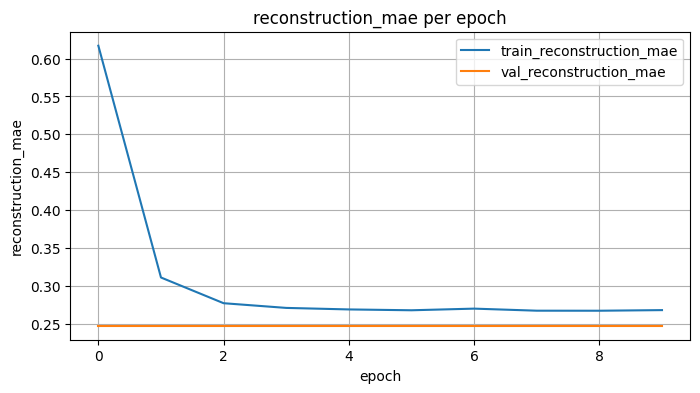 reconstruction_mae per epoch
train_reconstruction_mae
val_reconstruction_mae
reconstruction_mae
0.60
0.55
0.50
0.45
0.40
0.35
0.30
0.25
0 2 4 6 8
epoch